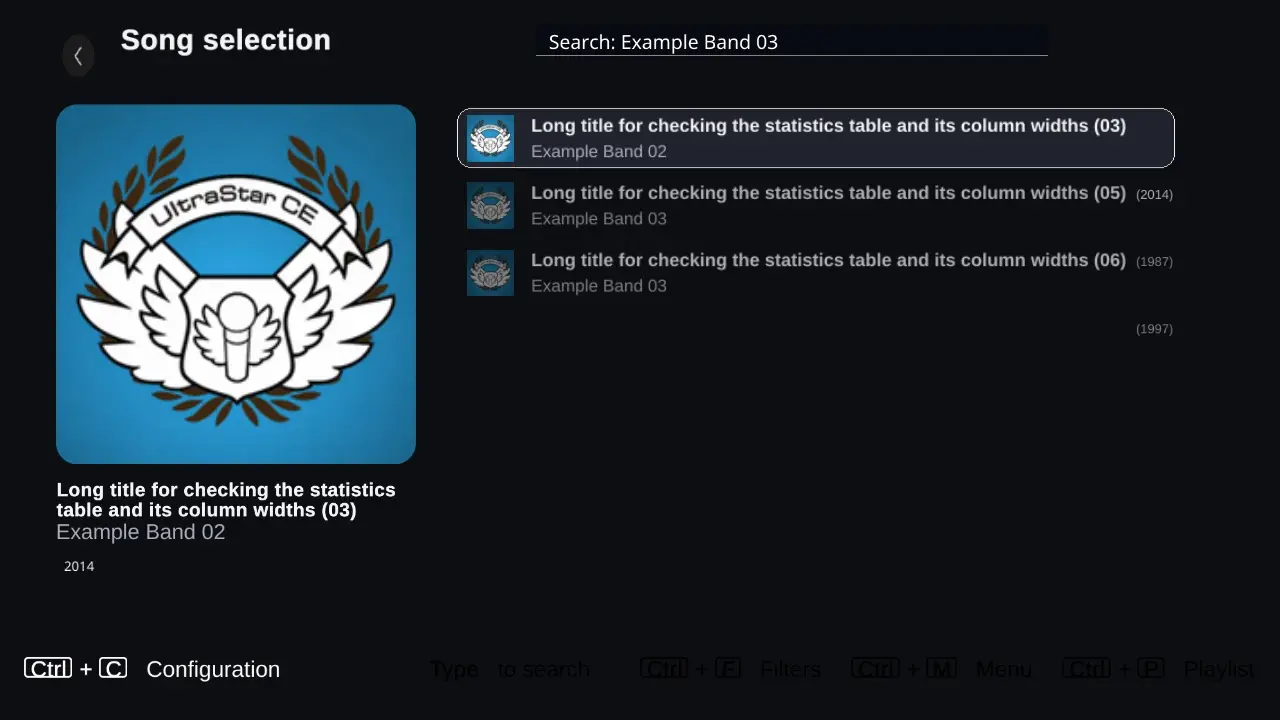 Song selection
Search: Example Band 03
UltraStar CE
Long title for checking the statistics table and its column widths (03)
Example Band 02
Long title for checking the statistics table and its column widths (05) (2014)
Example Band 03
Long title for checking the statistics table and its column widths (06) (1987)
Example Band 03
(1997)
Long title for checking the statistics
table and its column widths (03)
Example Band 02
2014
Ctrl + C Configuration Type to search Ctrl + F Filters Ctrl + M Menu Ctrl + P Playlist